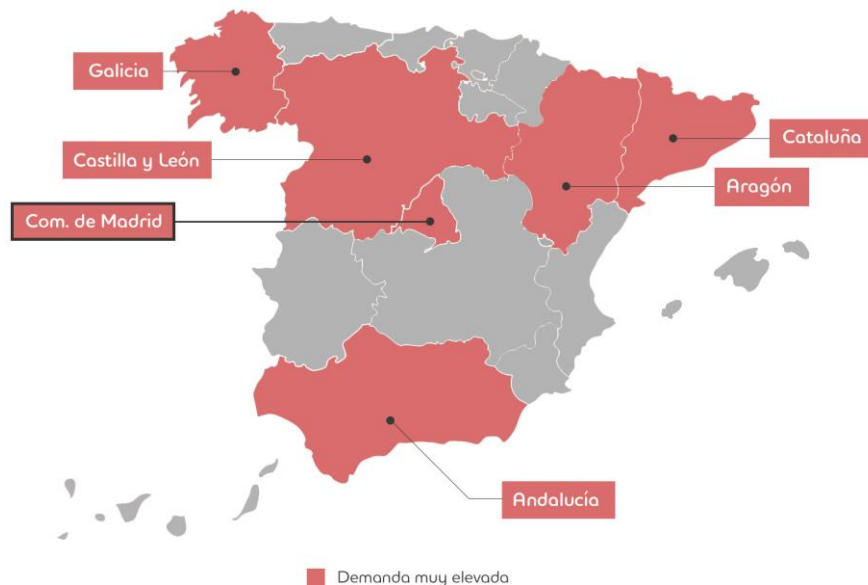 Galicia
Cataluña
Castilla y León
Aragón
Com. de Madrid
Andalucía
Demanda muy elevada